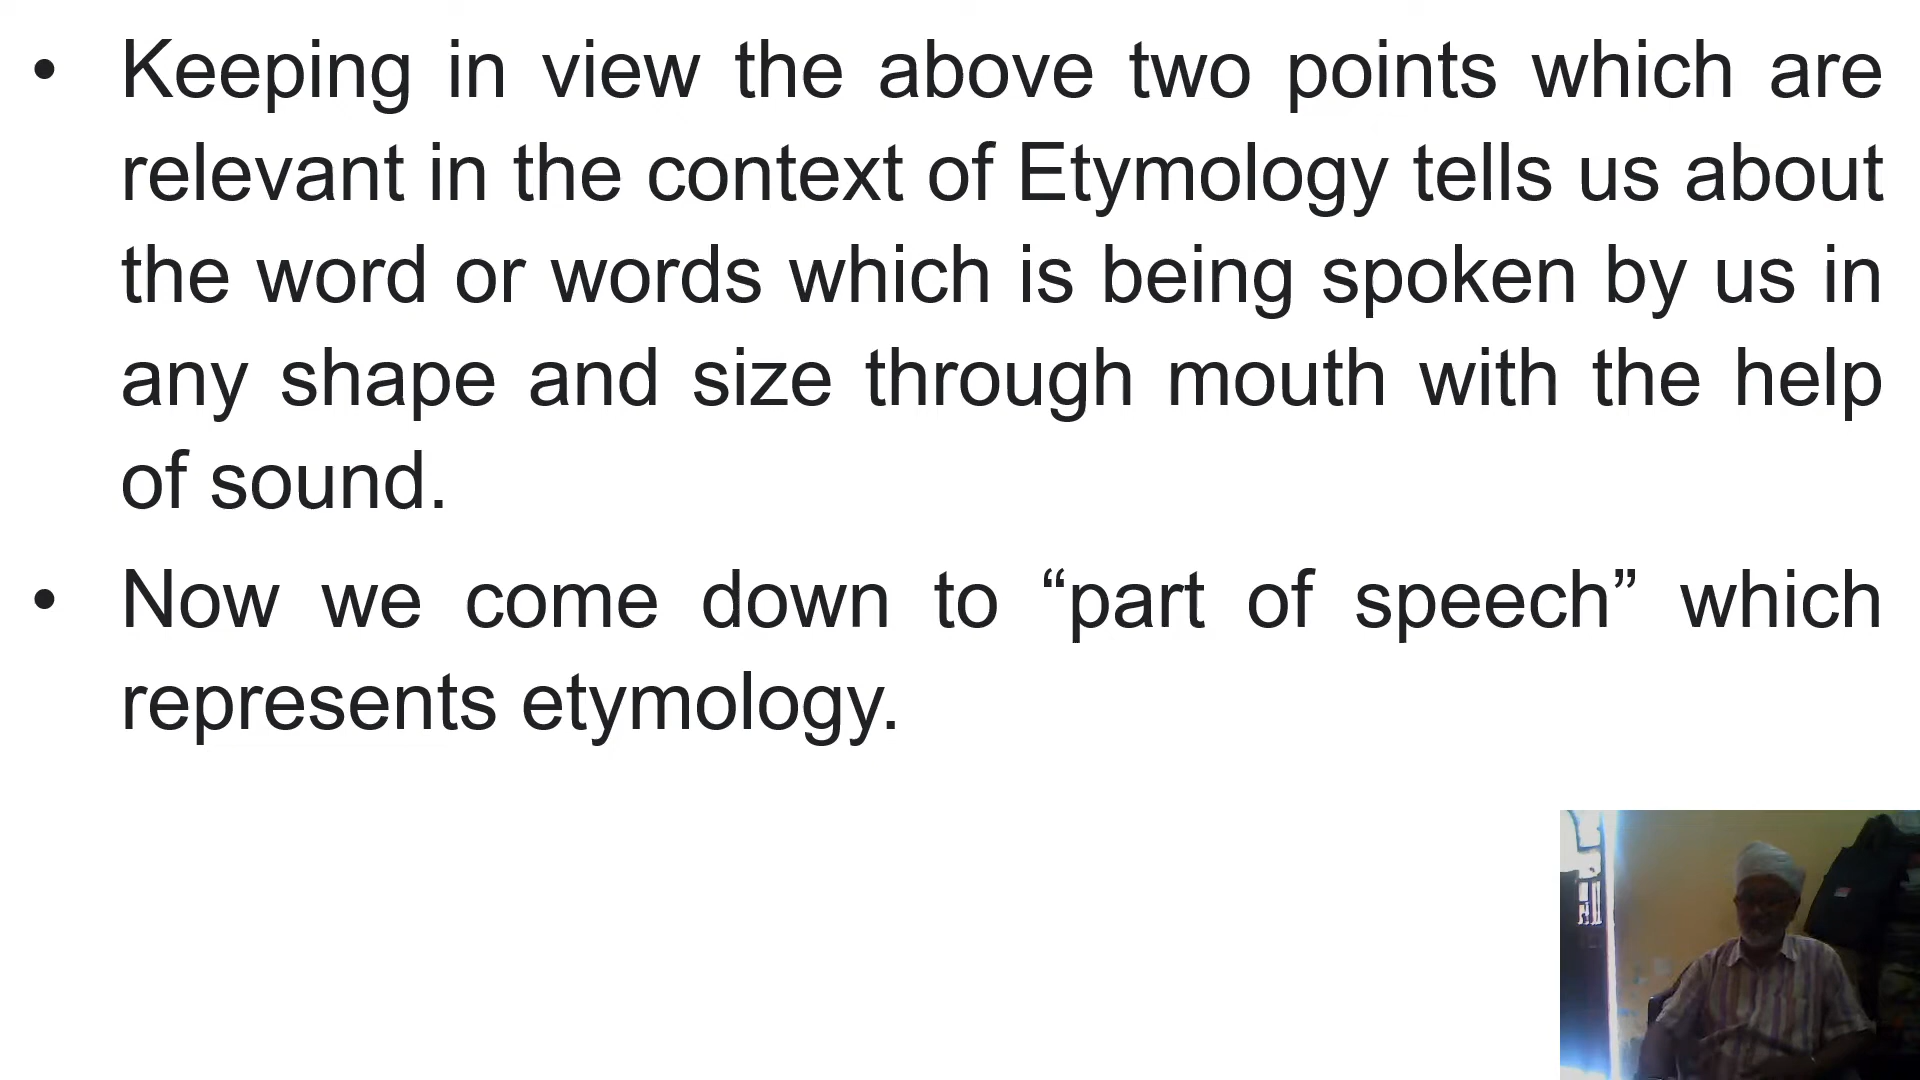 • Keeping in view the above two points which are
relevant in the context of Etymology tells us about
the word or words which is being spoken by us in
any shape and size through mouth with the help
of sound.
• Now we come down to “part of speech” which
represents etymology.